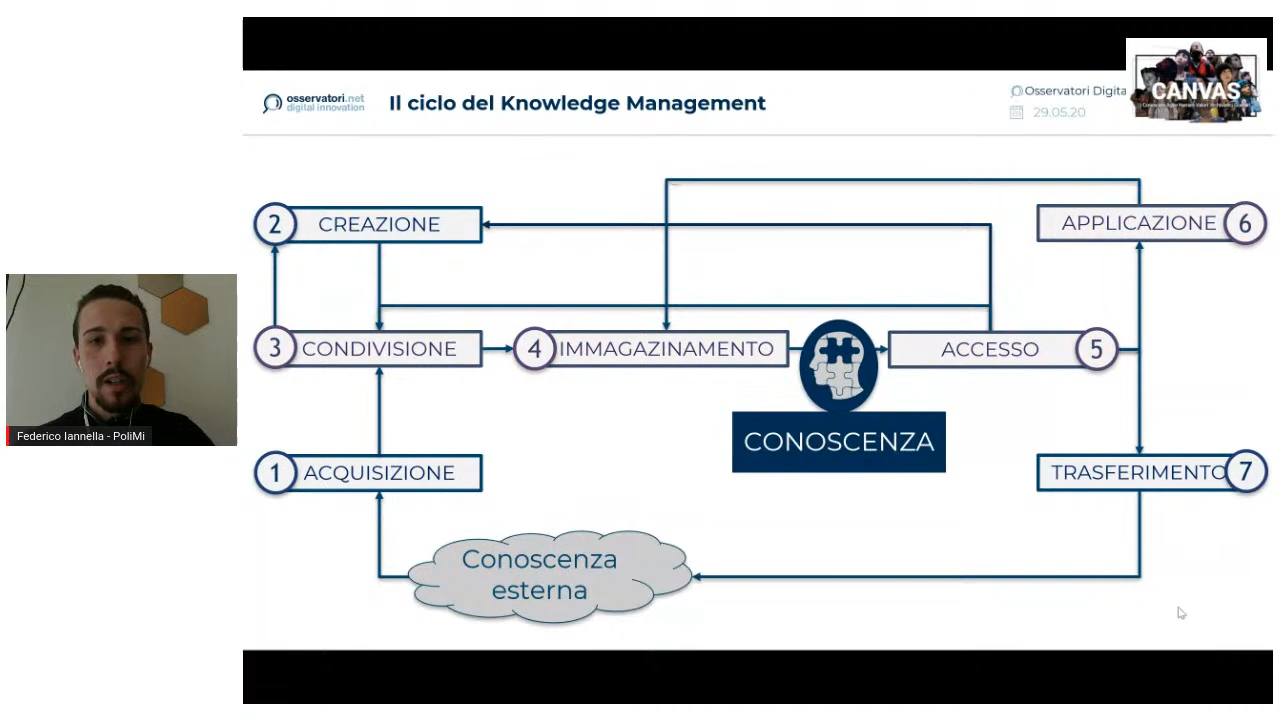 osservatori.net
digital innovation
Il ciclo del Knowledge Management
Osservatori Digita
29.05.20
CANVAS
2
CREAZIONE
APPLICAZIONE
6
3
CONDIVISIONE
4
IMMAGAZINAMENTO
ACCESSO
5
CONOSCENZA
1
ACQUISIZIONE
TRASFERIMENTO
7
Conoscenza
esterna
Federico Iannella - PoliMi